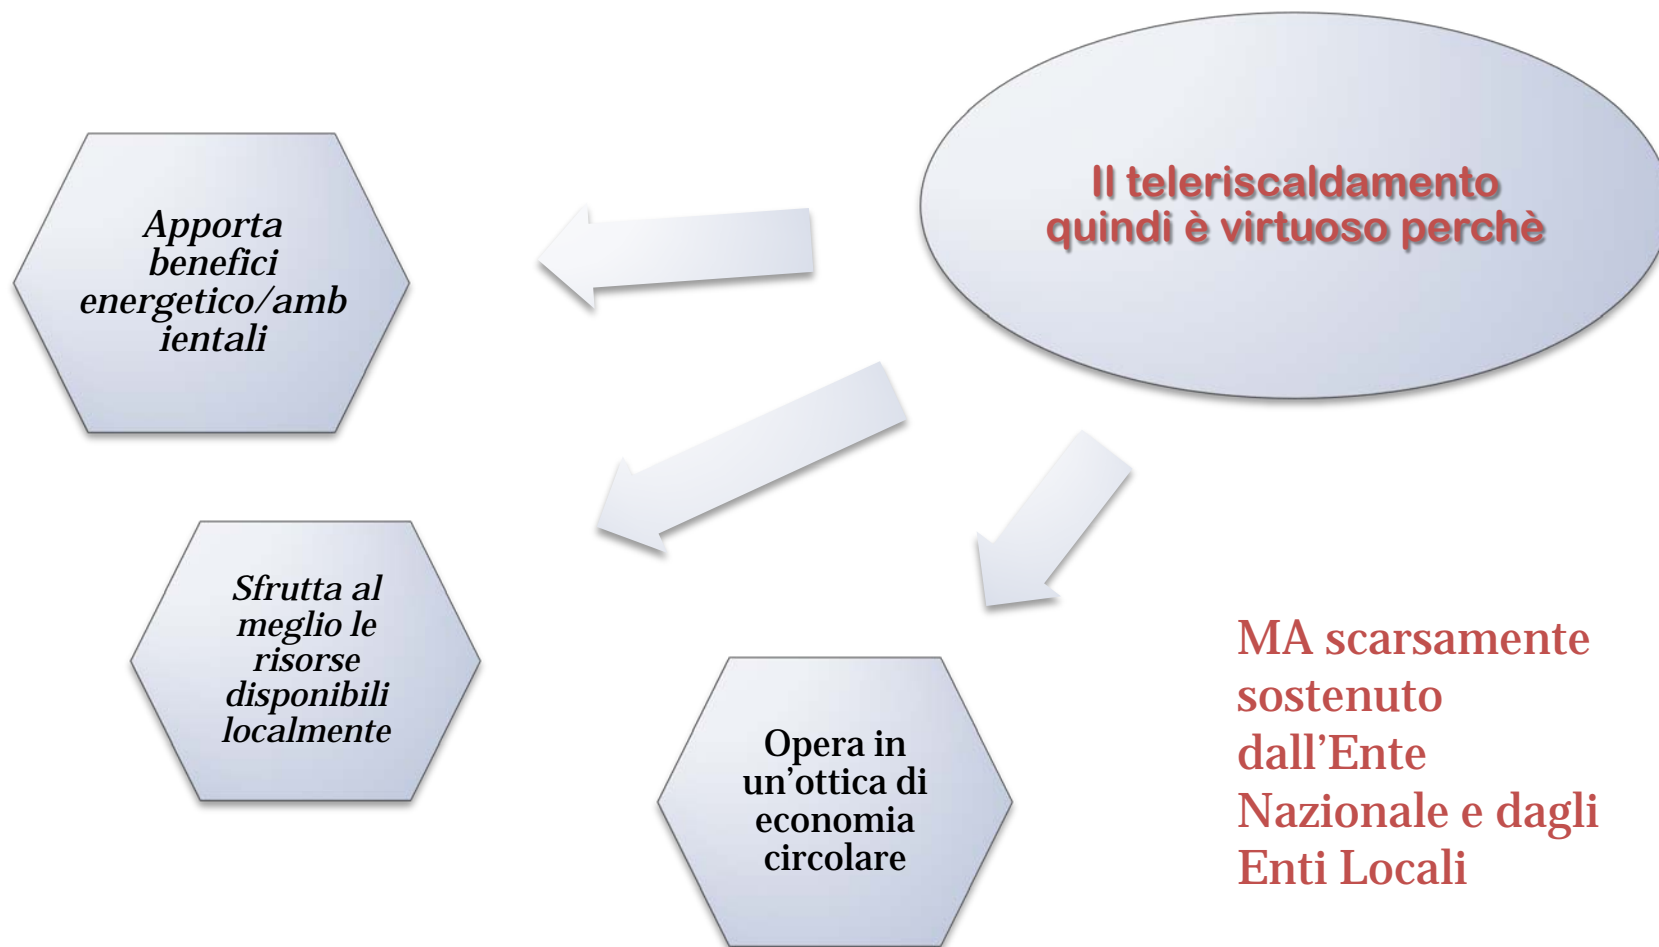 Il teleriscaldamento
quindi è virtuoso perchè
Apporta
benefici
energetico/amb
ientali
Sfrutta al
meglio le
risorse
disponibili
localmente
Opera in
un’ottica di
economia
circolare
MA scarsamente
sostenuto
dall’Ente
Nazionale e dagli
Enti Locali